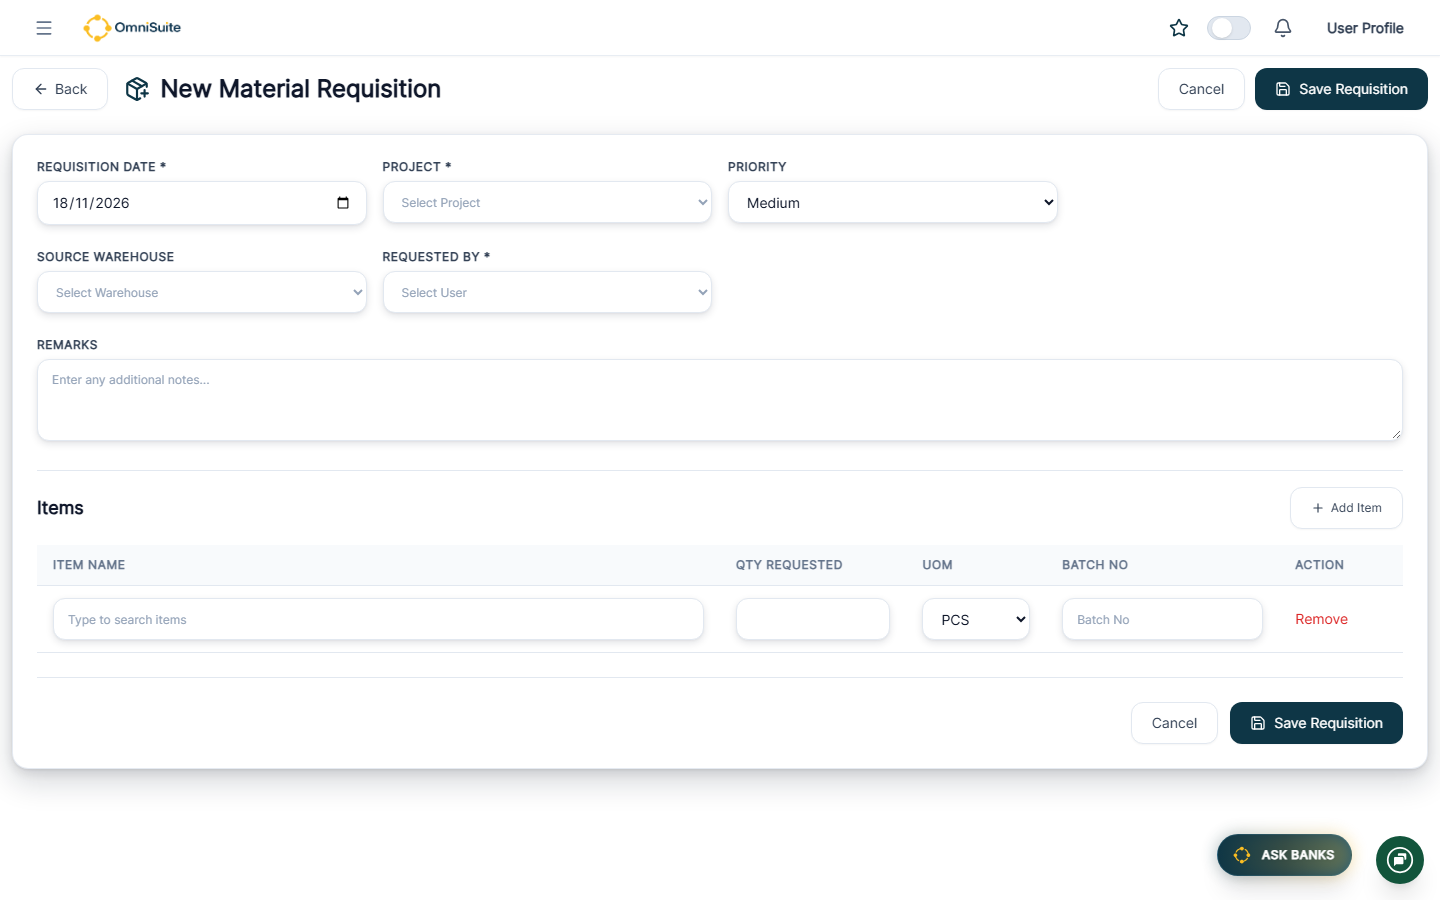 OmniSuite
User Profile
Back
New Material Requisition
Cancel
Save Requisition
REQUISITION DATE *
PROJECT *
PRIORITY
18/11/2026
Select Project
Medium
SOURCE WAREHOUSE
REQUESTED BY *
Select Warehouse
Select User
REMARKS
Enter any additional notes...
Items
Add Item
ITEM NAME
QTY REQUESTED
UOM
BATCH NO
ACTION
Type to search items
PCS
Batch No
Remove
Cancel
Save Requisition
ASK BANKS